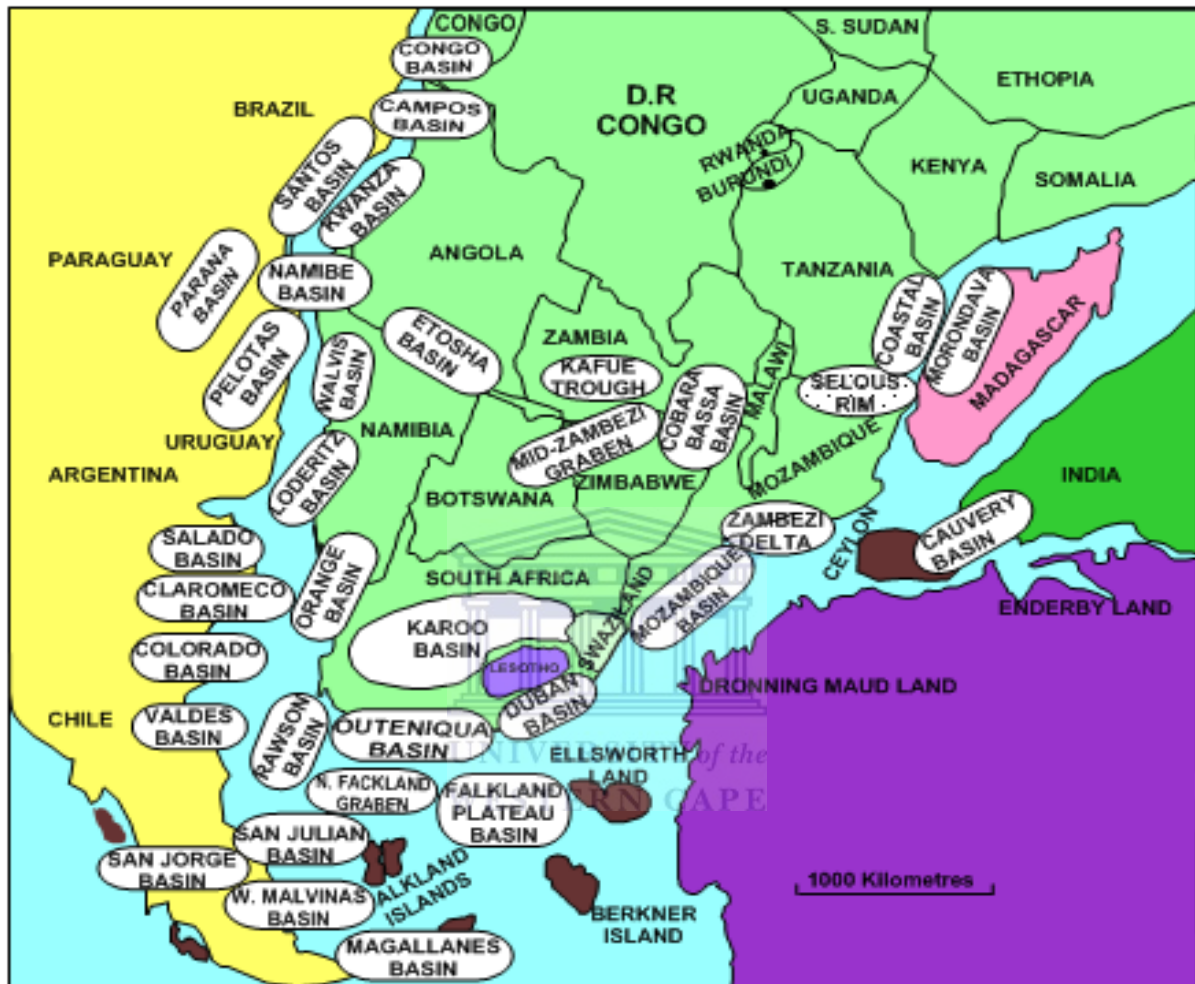 CONGO
CONGO
BASIN
S. SUDAN
ETHOPIA
UGANDA
D.R
CONGO
BRAZIL
CAMPOS
BASIN
RWANDA
BURUNDI
KENYA
SOMALIA
SANTOS
BASIN
KWANZA
BASIN
ANGOLA
PARAGUAY
PARANA
BASIN
NAMIBE
BASIN
TANZANIA
COASTAL
BASIN
MORONDAVA
BASIN
MADAGASCAR
PELOTAS
BASIN
WALVIS
BASIN
ETOSHA
BASIN
ZAMBIA
KAFUE
TROUGH
COBARA
BASSA
BASIN
MALAWI
SELOUS
RIM
URUGUAY
ARGENTINA
LODERITZ
BASIN
NAMIBIA
MID-ZAMBEZI
GRABEN
BOTSWANA
ZIMBABWE
MOZAMBIQUE
INDIA
SALADO
BASIN
ZAMBEZI
DELTA
CEYLON
CAUVERY
BASIN
CLAROMECO
BASIN
ORANGE
BASIN
SOUTH AFRICA
SWAZILAND
MOZAMBIQUE
BASIN
ENDERBY LAND
KAROO
BASIN
LESOTHO
COLORADO
BASIN
DUBAN
BASIN
DRONNING MAUD LAND
CHILE
VALDES
BASIN
RAWSON
BASIN
OUTENIQUA
BASIN
UNIVERSITY of the
WESTERN CAPE
ELLSWORTH
LAND
N. FACKLAND
GRABEN
FALKLAND
PLATEAU
BASIN
SAN JULIAN
BASIN
SAN JORGE
BASIN
W. MALVINAS
BASIN
ALKLAND
ISLANDS
BERKNER
ISLAND
1000 Kilometres
MAGALLANES
BASIN